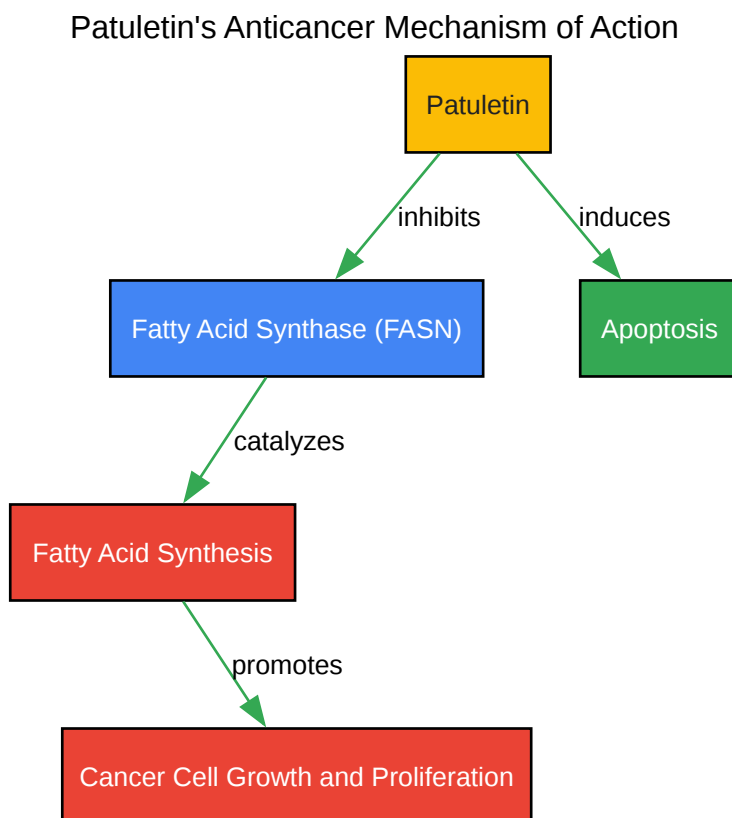 Patuletin's Anticancer Mechanism of Action
Patuletin
inhibits
induces
Fatty Acid Synthase (FASN)
Apoptosis
catalyzes
Fatty Acid Synthesis
promotes
Cancer Cell Growth and Proliferation